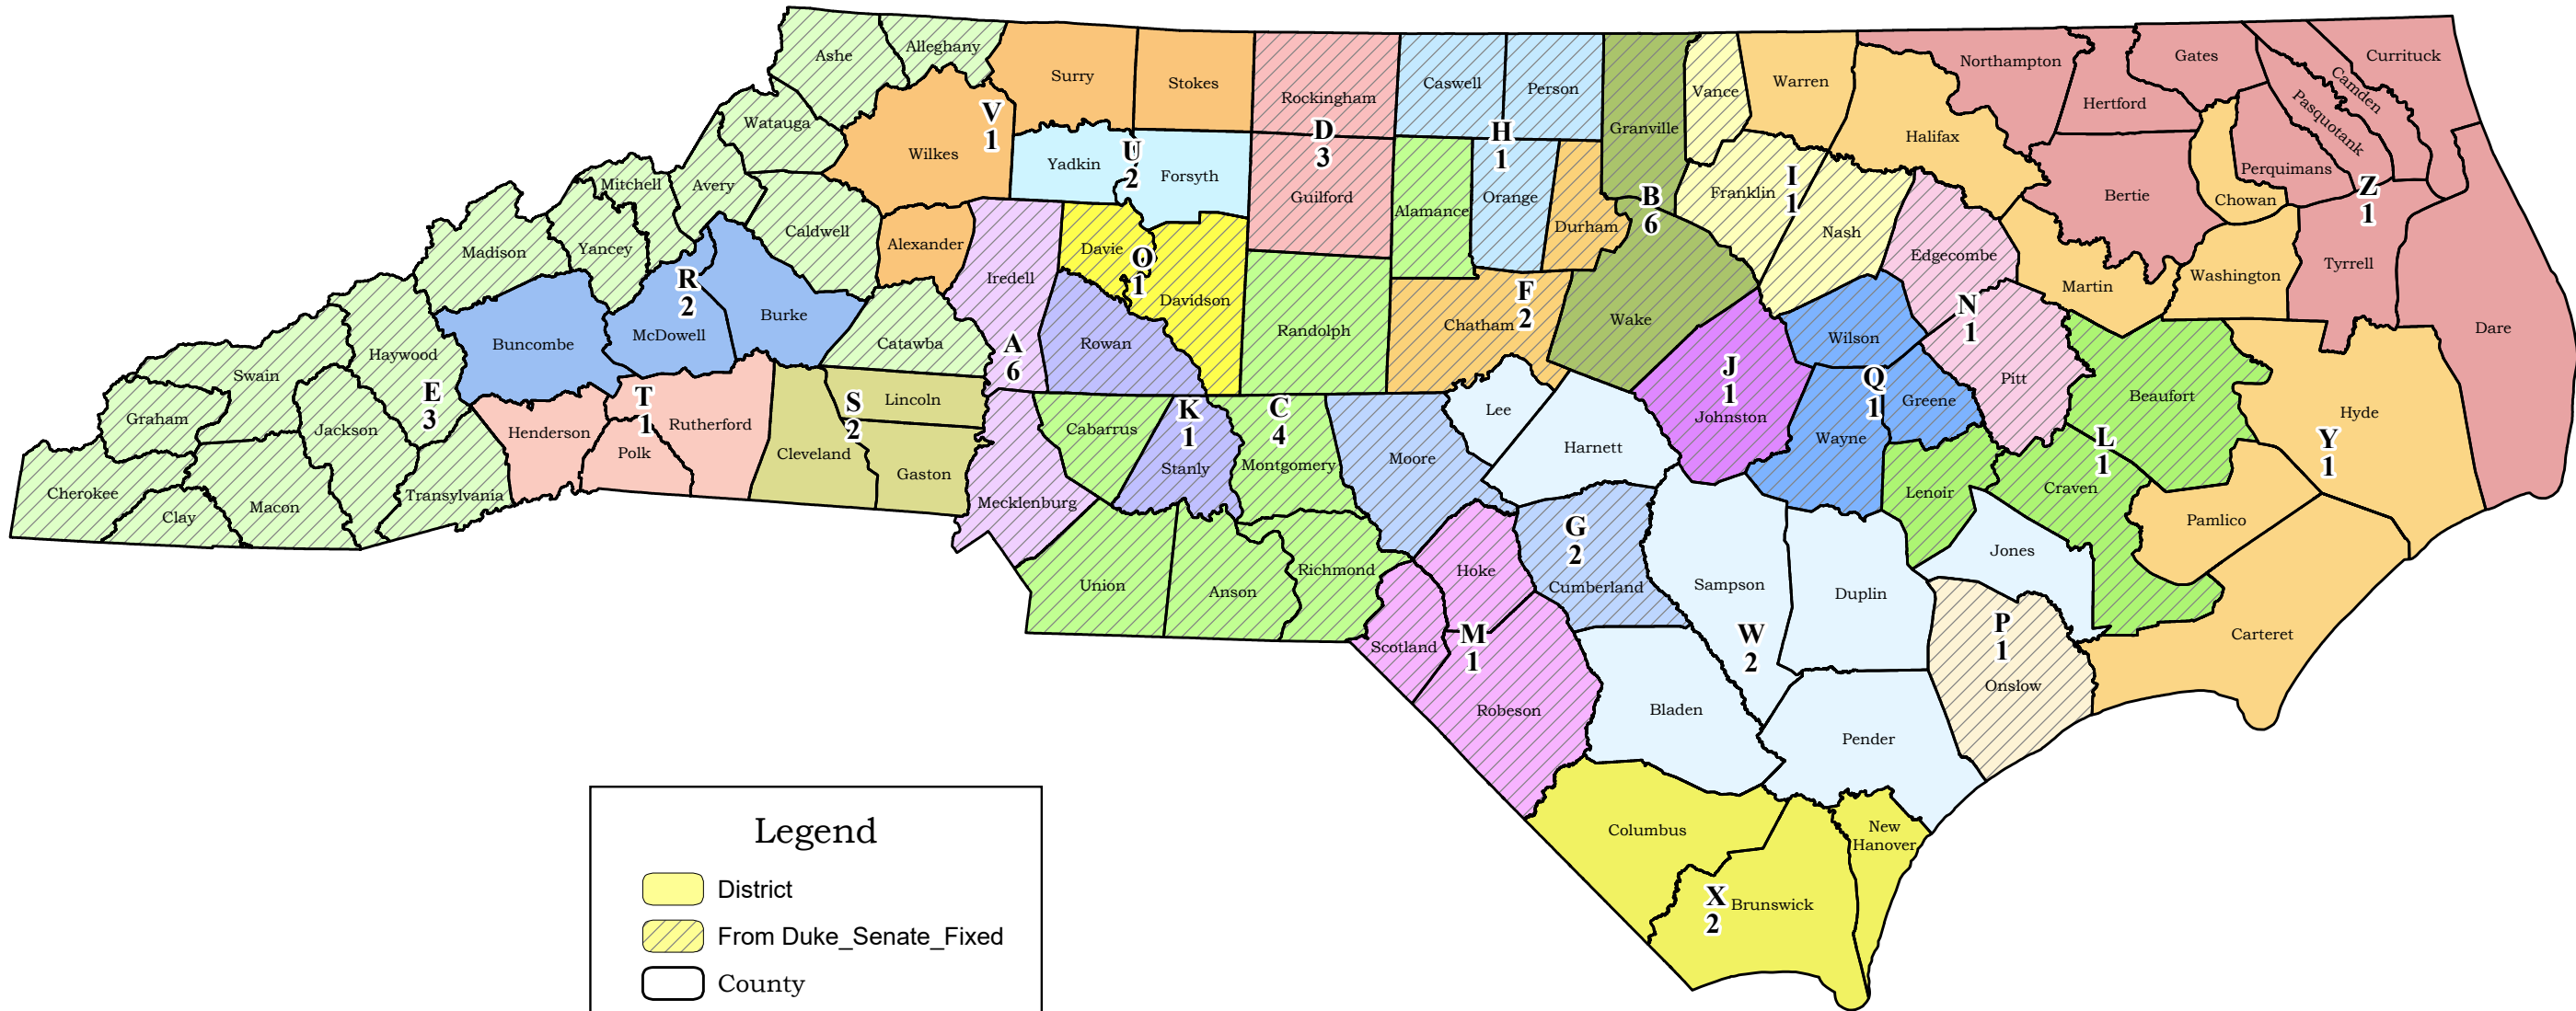 Ashe
Alleghany
Surry
Stokes
Rockingham
Caswell
Person
Granville
Vance
Warren
Northampton
Gates
Currituck
Camden
Pasquotank
Hertford
Halifax
Watauga
Wilkes
V
1
Yadkin
U
2
Forsyth
D
3
Guilford
H
1
Alamance
Orange
Durham
B
6
Franklin
I
1
Nash
Edgecombe
Bertie
Perquimans
Chowan
Z
1
Mitchell
Avery
Madison
Yancey
Caldwell
Alexander
Iredell
Davie
O
1
Davidson
Randolph
Chatham
F
2
Wake
Martin
Washington
Tyrrell
Dare
R
2
Buncombe
McDowell
Burke
Catawba
Rowan
A
6
Wilson
N
1
Pitt
Haywood
Swain
Graham
Jackson
E
3
T
1
Henderson
Polk
Rutherford
S
2
Lincoln
Cleveland
Gaston
Cabarrus
K
1
Stanly
C
4
Montgomery
Moore
Lee
Harnett
J
1
Johnston
Q
1
Greene
Wayne
Beaufort
Hyde
Y
1
L
1
Craven
Lenoir
Pamlico
Cherokee
Clay
Macon
Transylvania
Mecklenburg
Union
Anson
Richmond
Hoke
G
2
Cumberland
Sampson
Duplin
Jones
Scotland
M
1
Robeson
W
2
Bladen
Pender
P
1
Onslow
Carteret
Columbus
X
2
Brunswick
New
Hanover
Legend
District
From Duke_Senate_Fixed
County